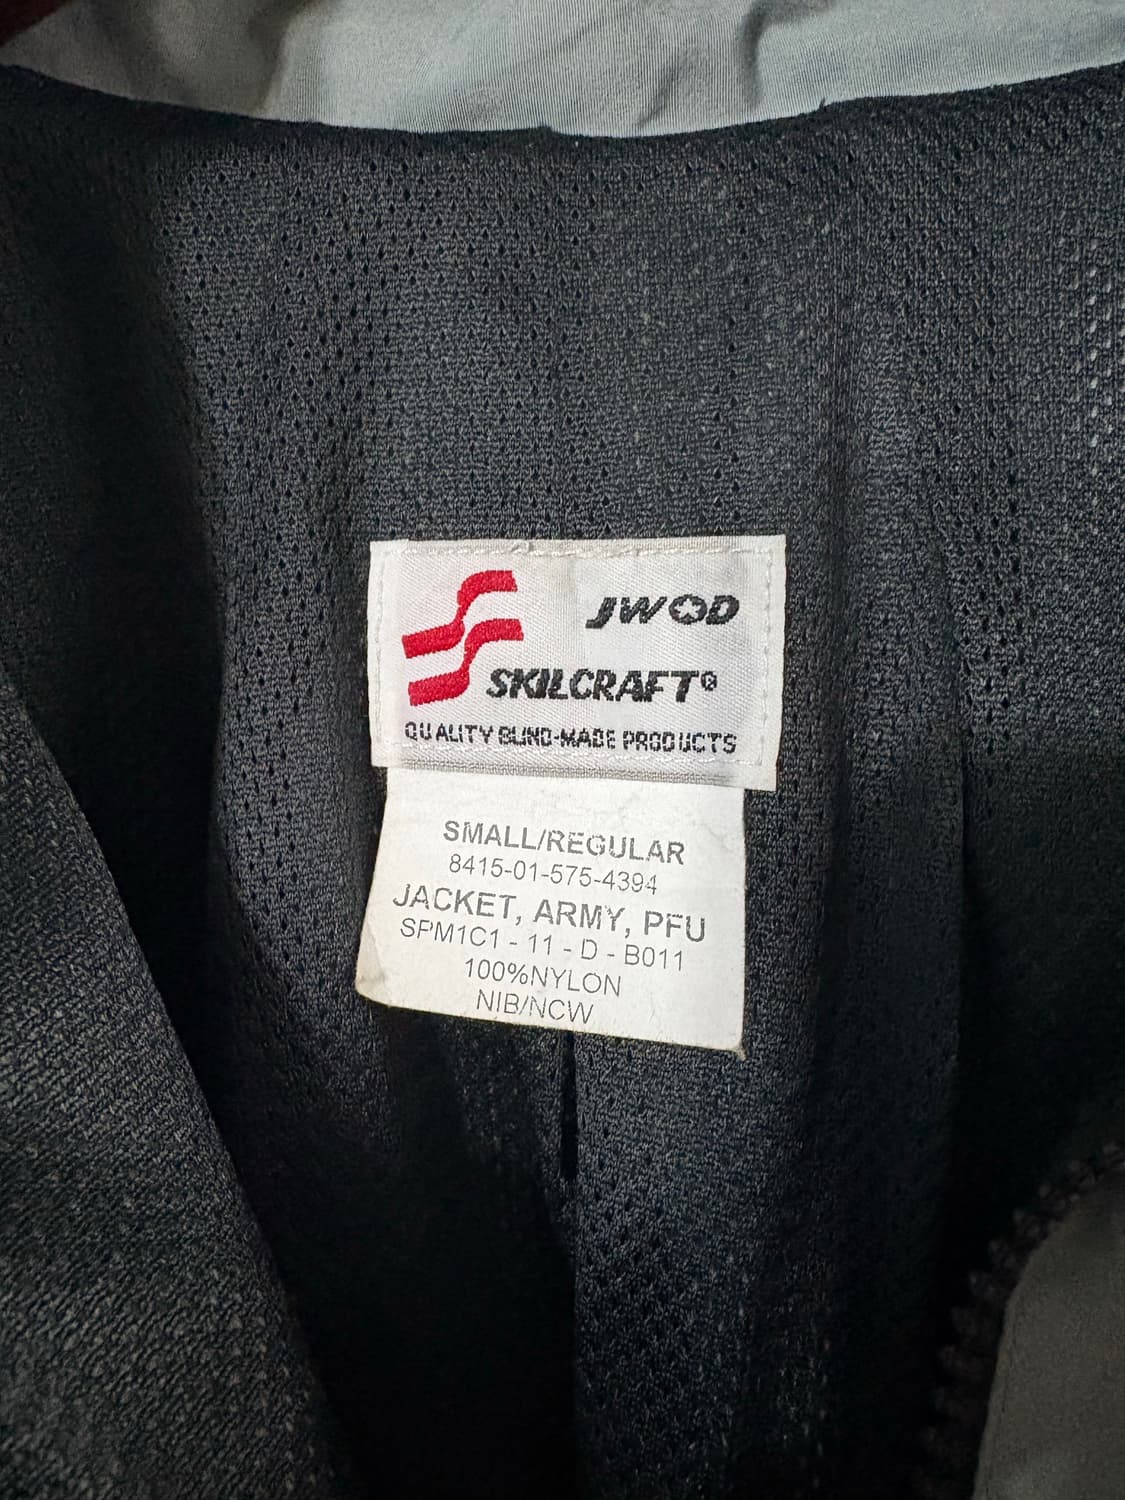 JWOD
SKILCRAFT®
QUALITY BLIND-MADE PRODUCTS
SMALL/REGULAR
8415-01-575-4394
JACKET, ARMY, PFU
SPM1C1 - 11 - D - B011
100%NYLON
NIB/NCW